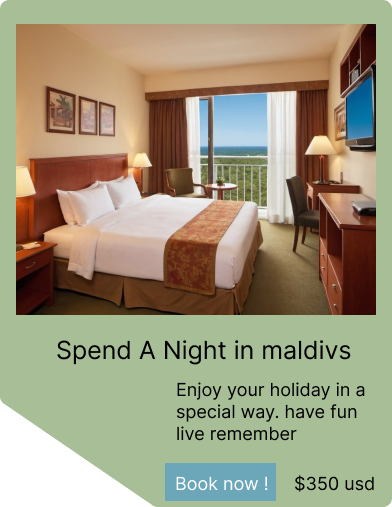 Spend A Night in maldivs
Enjoy your holiday in a
special way. have fun
live remember
Book now !
$350 usd